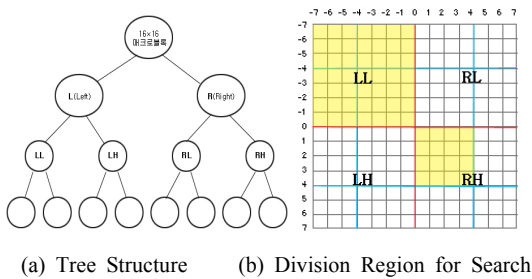 16×16
매크로블록
L(Left)
R(Right)
LL
LH
RL
RH
-7 -6 -5 -4 -3 -2 -1 0 1 2 3 4 5 6 7
-7
-6
-5
-4
-3
-2
-1
0
1
2
3
4
5
6
7
LL
RL
LH
RH
(a) Tree Structure
(b) Division Region for Search